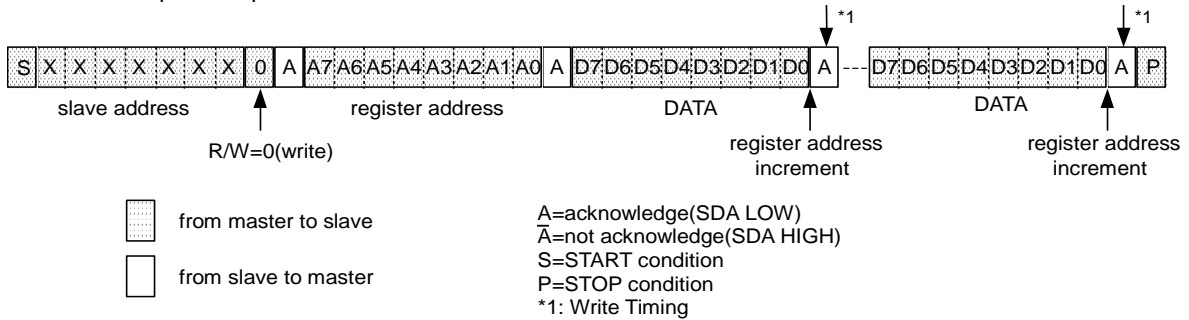 *1 *1
S X X X X X X X 0 A A7 A6 A5 A4 A3 A2 A1 A0 A D7 D6 D5 D4 D3 D2 D1 D0 A --- D7 D6 D5 D4 D3 D2 D1 D0 A P
slave address register address DATA DATA
R/W=0(write)
register address
increment
register address
increment
from master to slave
from slave to master
A=acknowledge(SDA LOW)
A̅=not acknowledge(SDA HIGH)
S=START condition
P=STOP condition
*1: Write Timing